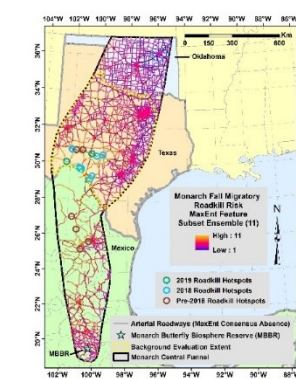 104°W 102°W 100°W 98°W 96°W 94°W 92°W 90°W 88°W 86°W
Km
0 150 300 600
36°N
34°N
32°N
30°N
28°N
26°N
24°N
22°N
20°N
Oklahoma
Texas
Mexico
MBBR
Monarch Fall Migratory
Roadkill Risk
MaxEnt Feature
Subset Ensemble (11)
High : 11
Low : 1
N
2019 Roadkill Hotspots
2018 Roadkill Hotspots
Pre-2018 Roadkill Hotspots
Arterial Roadways (MaxEnt Consensus Absence)
Monarch Butterfly Biosphere Reserve (MBBR)
Background Evaluation Extent
Monarch Central Funnel
104°W 102°W 100°W 98°W 96°W 94°W 92°W 90°W 88°W 86°W